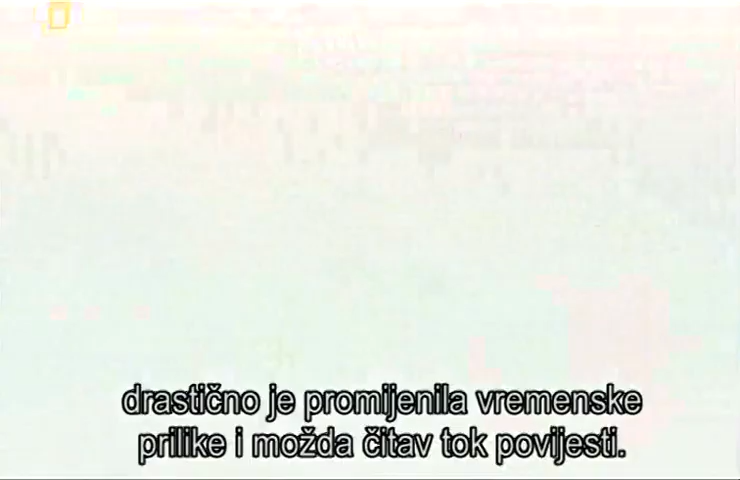 drastično je promijenila vremenske
prilike i možda čitav tok povijesti.